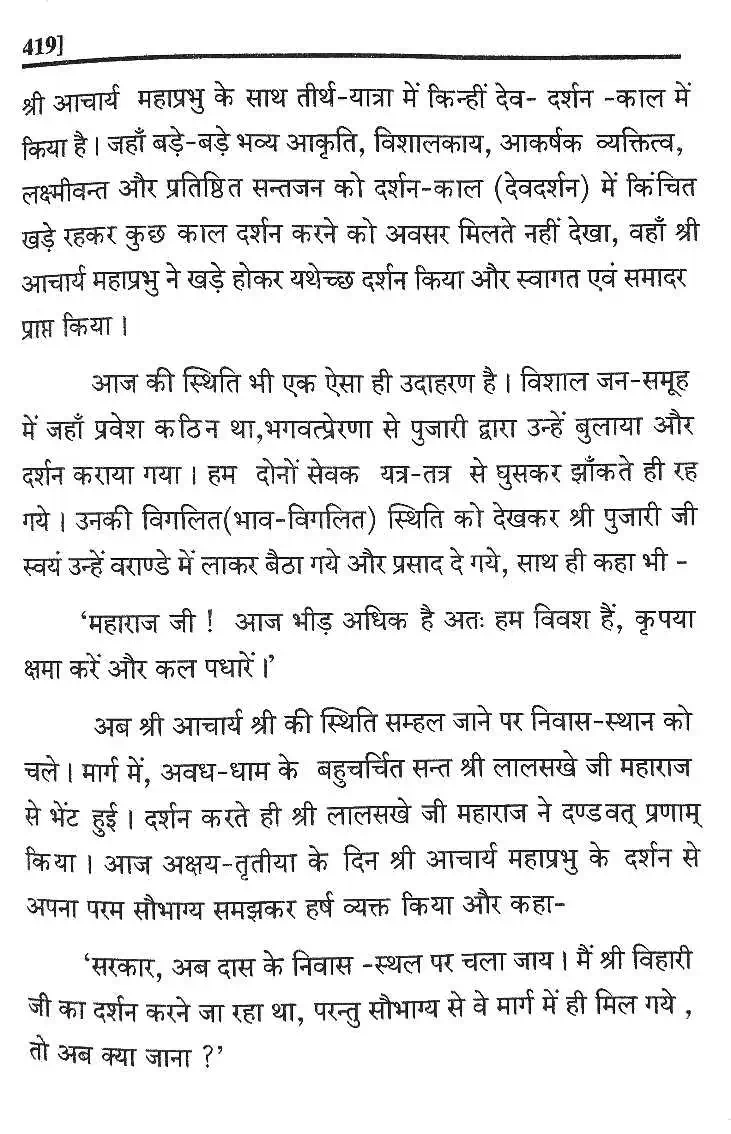 419]
श्री आचार्य महाप्रभु के साथ तीर्थ-यात्रा में किन्हीं देव- दर्शन -काल में
किया है। जहाँ बड़े-बड़े भव्य आकृति, विशालकाय, आकर्षक व्यक्तित्व,
लक्ष्मीवन्त और प्रतिष्ठित सन्तजन को दर्शन-काल (देवदर्शन) में किंचित
खड़े रहकर कुछ काल दर्शन करने को अवसर मिलते नहीं देखा, वहाँ श्री
आचार्य महाप्रभु ने खड़े होकर यथेच्छ दर्शन किया और स्वागत एवं समादर
प्राप्त किया।
आज की स्थिति भी एक ऐसा ही उदाहरण है। विशाल जन-समूह
में जहाँ प्रवेश कठिन था,भगवत्प्रेरणा से पुजारी द्वारा उन्हें बुलाया और
दर्शन कराया गया। हम दोनों सेवक यत्र-तत्र से घुसकर झाँकते ही रह
गये। उनकी विगलित(भाव-विगलित) स्थिति को देखकर श्री पुजारी जी
स्वयं उन्हें वराण्डे में लाकर बैठा गये और प्रसाद दे गये, साथ ही कहा भी -
‘महाराज जी ! आज भीड़ अधिक है अतः हम विवश हैं, कृपया
क्षमा करें और कल पधारें।’
अब श्री आचार्य श्री की स्थिति सम्हल जाने पर निवास-स्थान को
चले। मार्ग में, अवध-धाम के बहुचर्चित सन्त श्री लालसखे जी महाराज
से भेंट हुई। दर्शन करते ही श्री लालसखे जी महाराज ने दण्डवत् प्रणाम्
किया। आज अक्षय-तृतीया के दिन श्री आचार्य महाप्रभु के दर्शन से
अपना परम सौभाग्य समझकर हर्ष व्यक्त किया और कहा-
‘सरकार, अब दास के निवास -स्थल पर चला जाय। मैं श्री विहारी
जी का दर्शन करने जा रहा था, परन्तु सौभाग्य से वे मार्ग में ही मिल गये ,
तो अब क्या जाना ?’